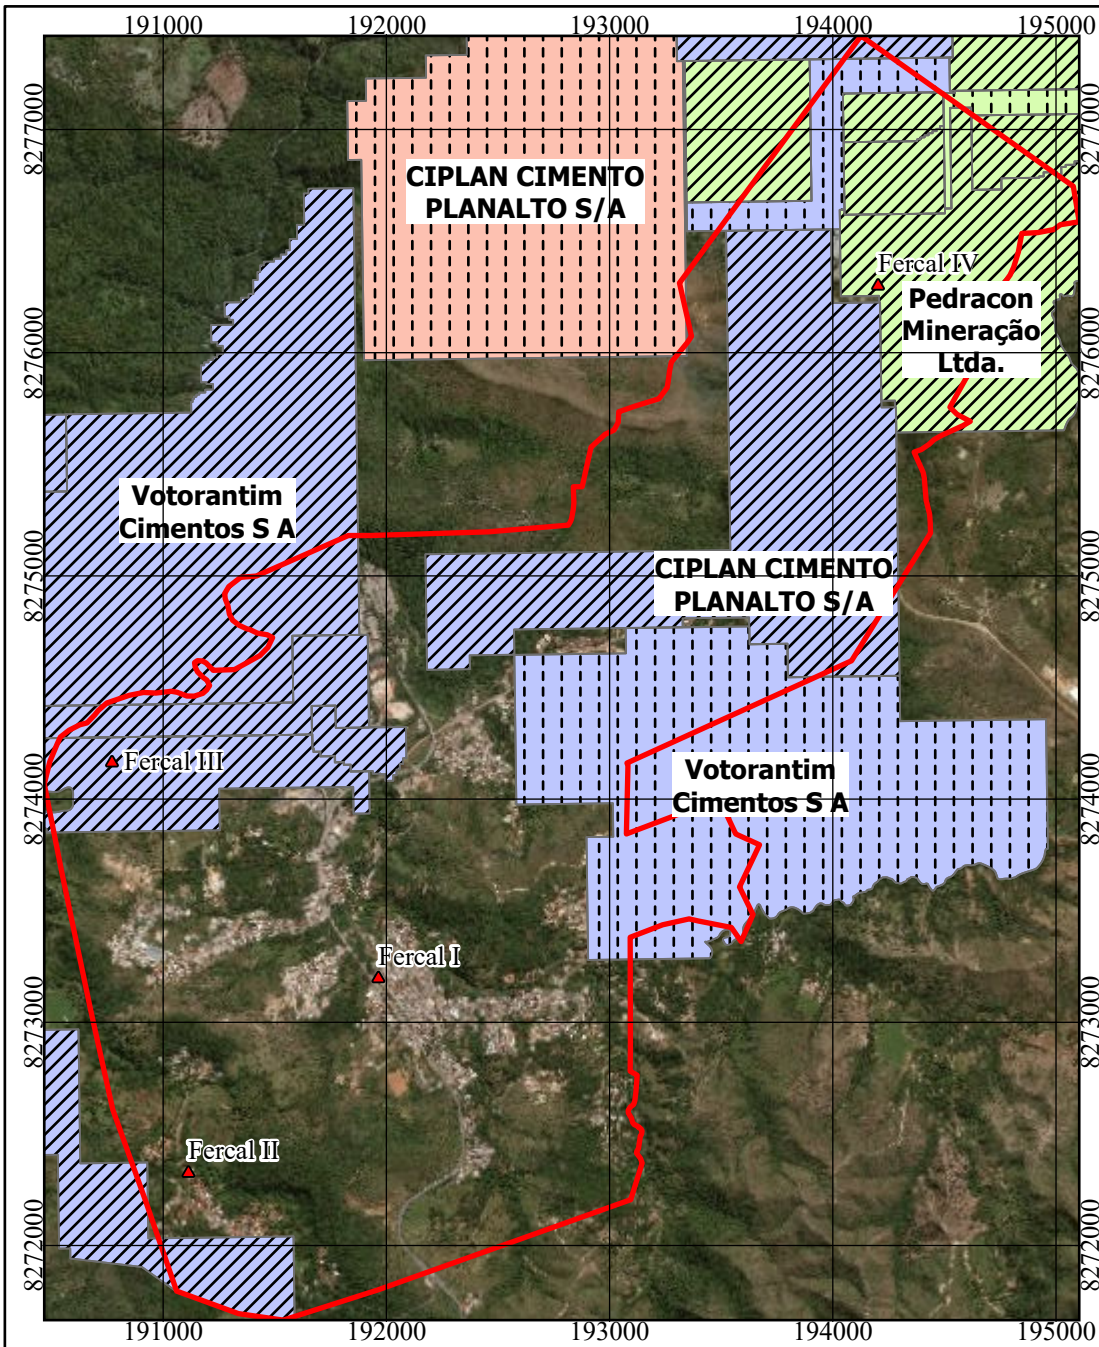 191000 192000 193000 194000 195000
8277000 8277000
CIPLAN CIMENTO
PLANALTO S/A
Fercal IV
Pedracon
Mineração
Ltda.
8276000 8276000
Votorantim
Cimentos S A
CIPLAN CIMENTO
PLANALTO S/A
8275000 8275000
Fercal III
Votorantim
Cimentos S A
8274000 8274000
Fercal I
8273000 8273000
Fercal II
8272000 8272000
191000 192000 193000 194000 195000